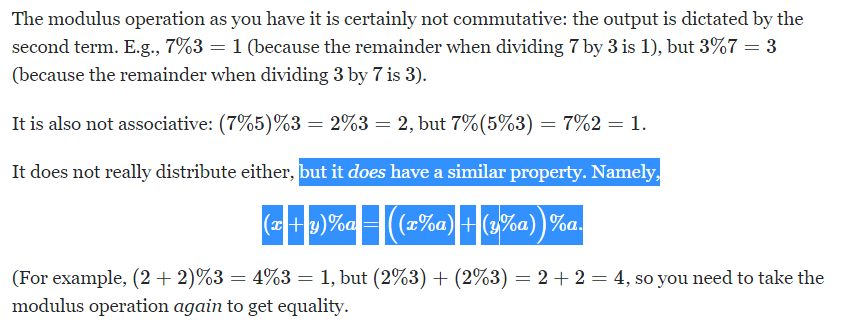 The modulus operation as you have it is certainly not commutative: the output is dictated by the
second term. E.g., 7%3 = 1 (because the remainder when dividing 7 by 3 is 1), but 3%7 = 3
(because the remainder when dividing 3 by 7 is 3).
It is also not associative: (7%5)%3 = 2%3 = 2, but 7%(5%3) = 7%2 = 1.
It does not really distribute either, but it does have a similar property. Namely,
(x + y)%a = ((x%a) + (y%a))%a.
(For example, (2 + 2)%3 = 4%3 = 1, but (2%3) + (2%3) = 2 + 2 = 4, so you need to take the
modulus operation again to get equality.